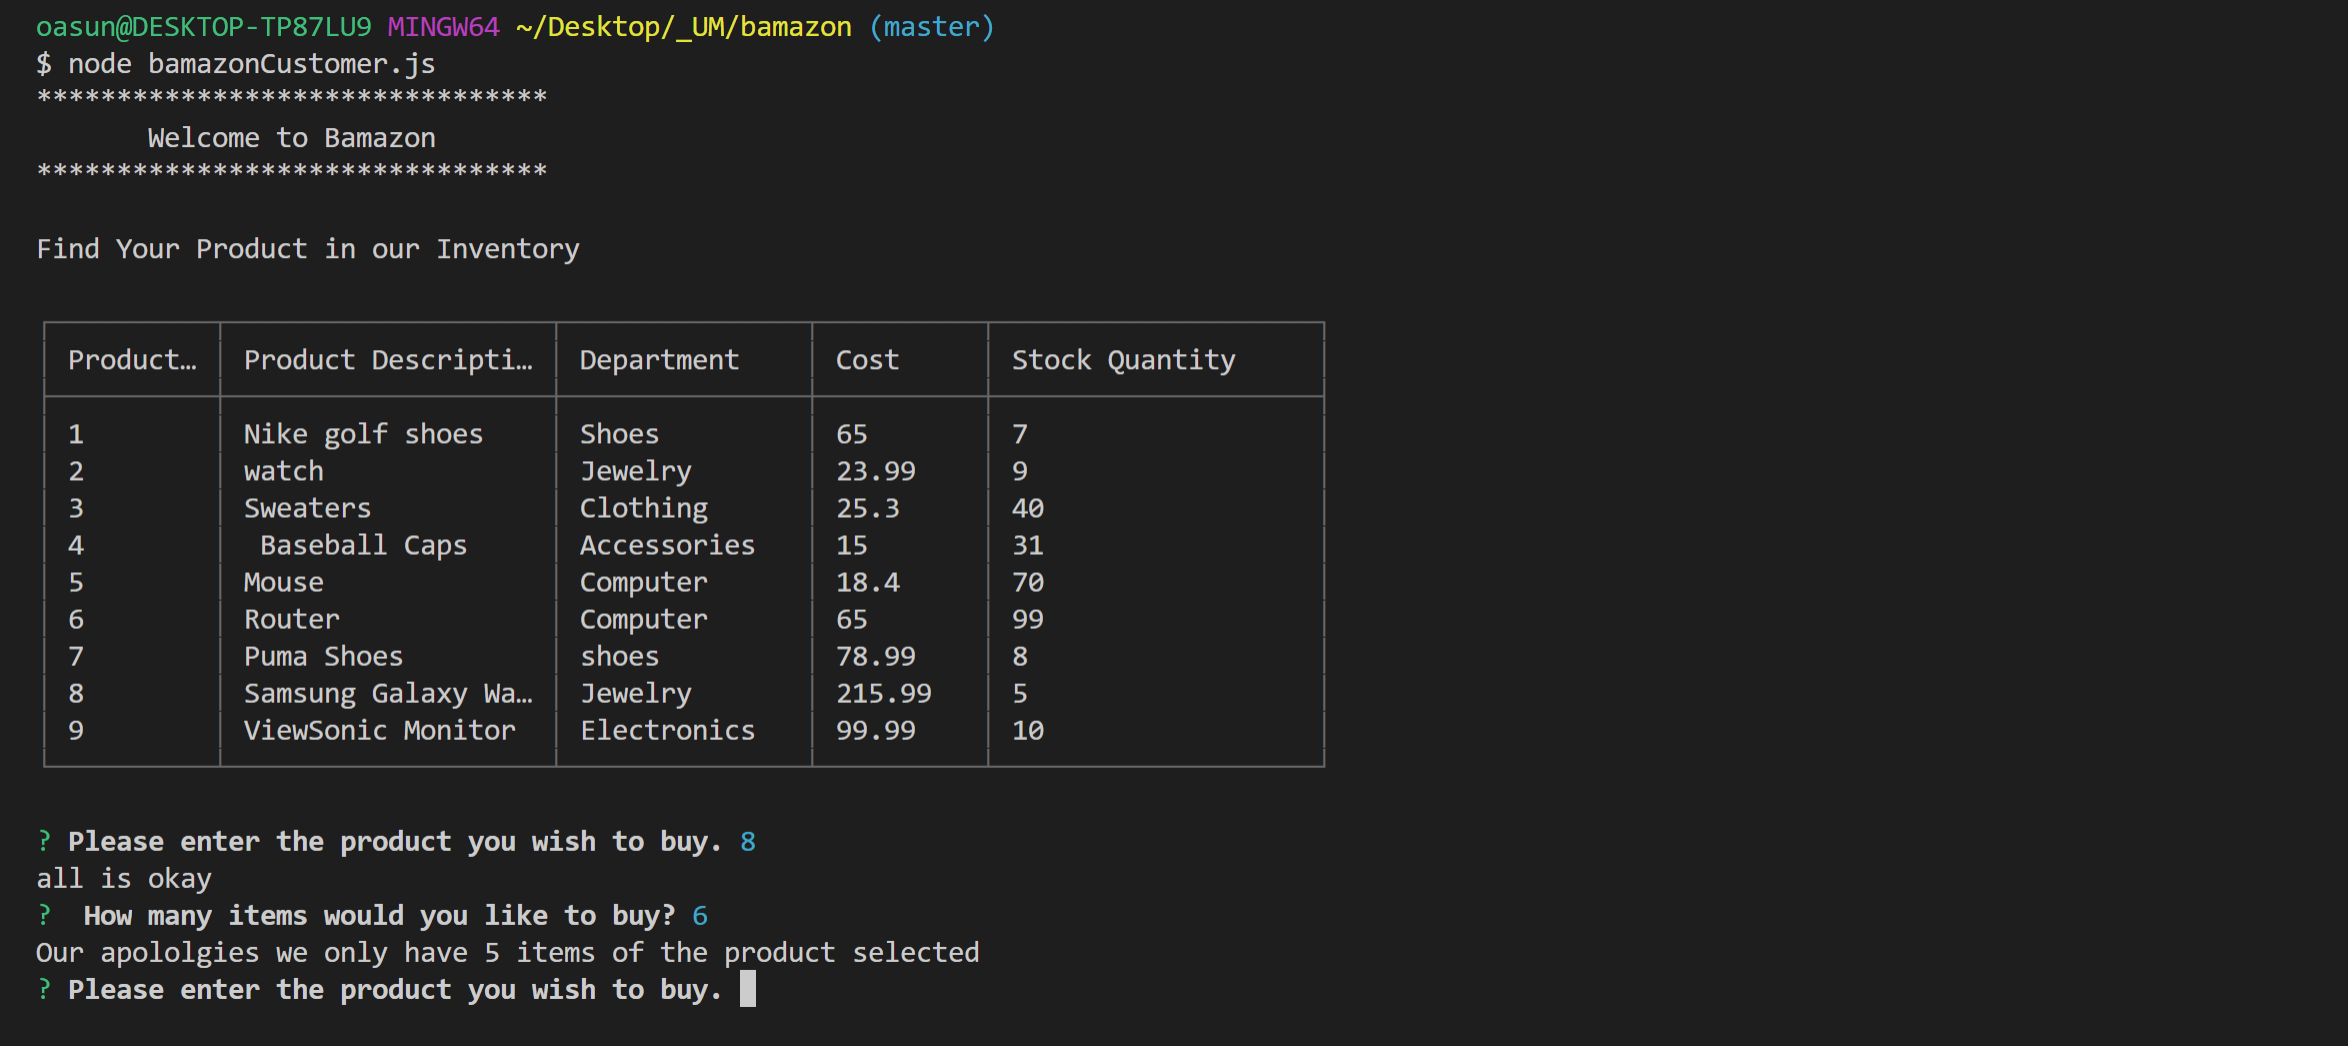 oasun@DESKTOP-TP87LU9 MINGW64 ~/Desktop/_UM/bamazon (master)
$ node bamazonCustomer.js
********************************
Welcome to Bamazon
********************************
Find Your Product in our Inventory
Product… Product Descripti… Department Cost Stock Quantity
1 Nike golf shoes Shoes 65 7
2 watch Jewelry 23.99 9
3 Sweaters Clothing 25.3 40
4 Baseball Caps Accessories 15 31
5 Mouse Computer 18.4 70
6 Router Computer 65 99
7 Puma Shoes shoes 78.99 8
8 Samsung Galaxy Wa… Jewelry 215.99 5
9 ViewSonic Monitor Electronics 99.99 10
? Please enter the product you wish to buy. 8
all is okay
?  How many items would you like to buy? 6
Our apololgies we only have 5 items of the product selected
? Please enter the product you wish to buy.